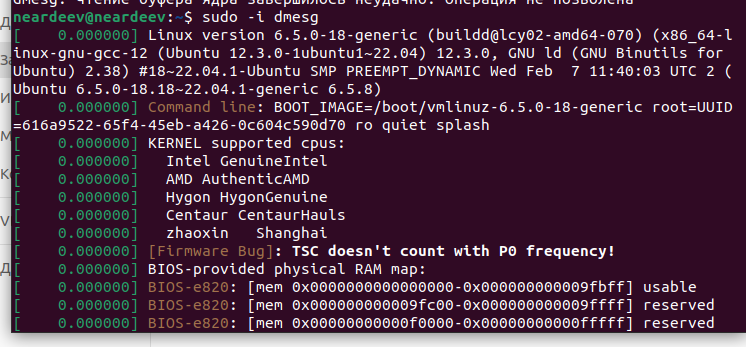 dmesg: чтение буфера ядра завершилось неудачно: операция не позволена
neardeev@neardeev:~$ sudo -i dmesg
[    0.000000] Linux version 6.5.0-18-generic (buildd@lcy02-amd64-070) (x86_64-l
inux-gnu-gcc-12 (Ubuntu 12.3.0-1ubuntu1~22.04) 12.3.0, GNU ld (GNU Binutils for
Ubuntu) 2.38) #18~22.04.1-Ubuntu SMP PREEMPT_DYNAMIC Wed Feb  7 11:40:03 UTC 2 (
Ubuntu 6.5.0-18.18~22.04.1-generic 6.5.8)
[    0.000000] Command line: BOOT_IMAGE=/boot/vmlinuz-6.5.0-18-generic root=UUID
=616a9522-65f4-45eb-a426-0c604c590d70 ro quiet splash
[    0.000000] KERNEL supported cpus:
[    0.000000]   Intel GenuineIntel
[    0.000000]   AMD AuthenticAMD
[    0.000000]   Hygon HygonGenuine
[    0.000000]   Centaur CentaurHauls
[    0.000000]   zhaoxin   Shanghai
[    0.000000] [Firmware Bug]: TSC doesn't count with P0 frequency!
[    0.000000] BIOS-provided physical RAM map:
[    0.000000] BIOS-e820: [mem 0x0000000000000000-0x000000000009fbff] usable
[    0.000000] BIOS-e820: [mem 0x000000000009fc00-0x000000000009ffff] reserved
[    0.000000] BIOS-e820: [mem 0x00000000000f0000-0x00000000000fffff] reserved